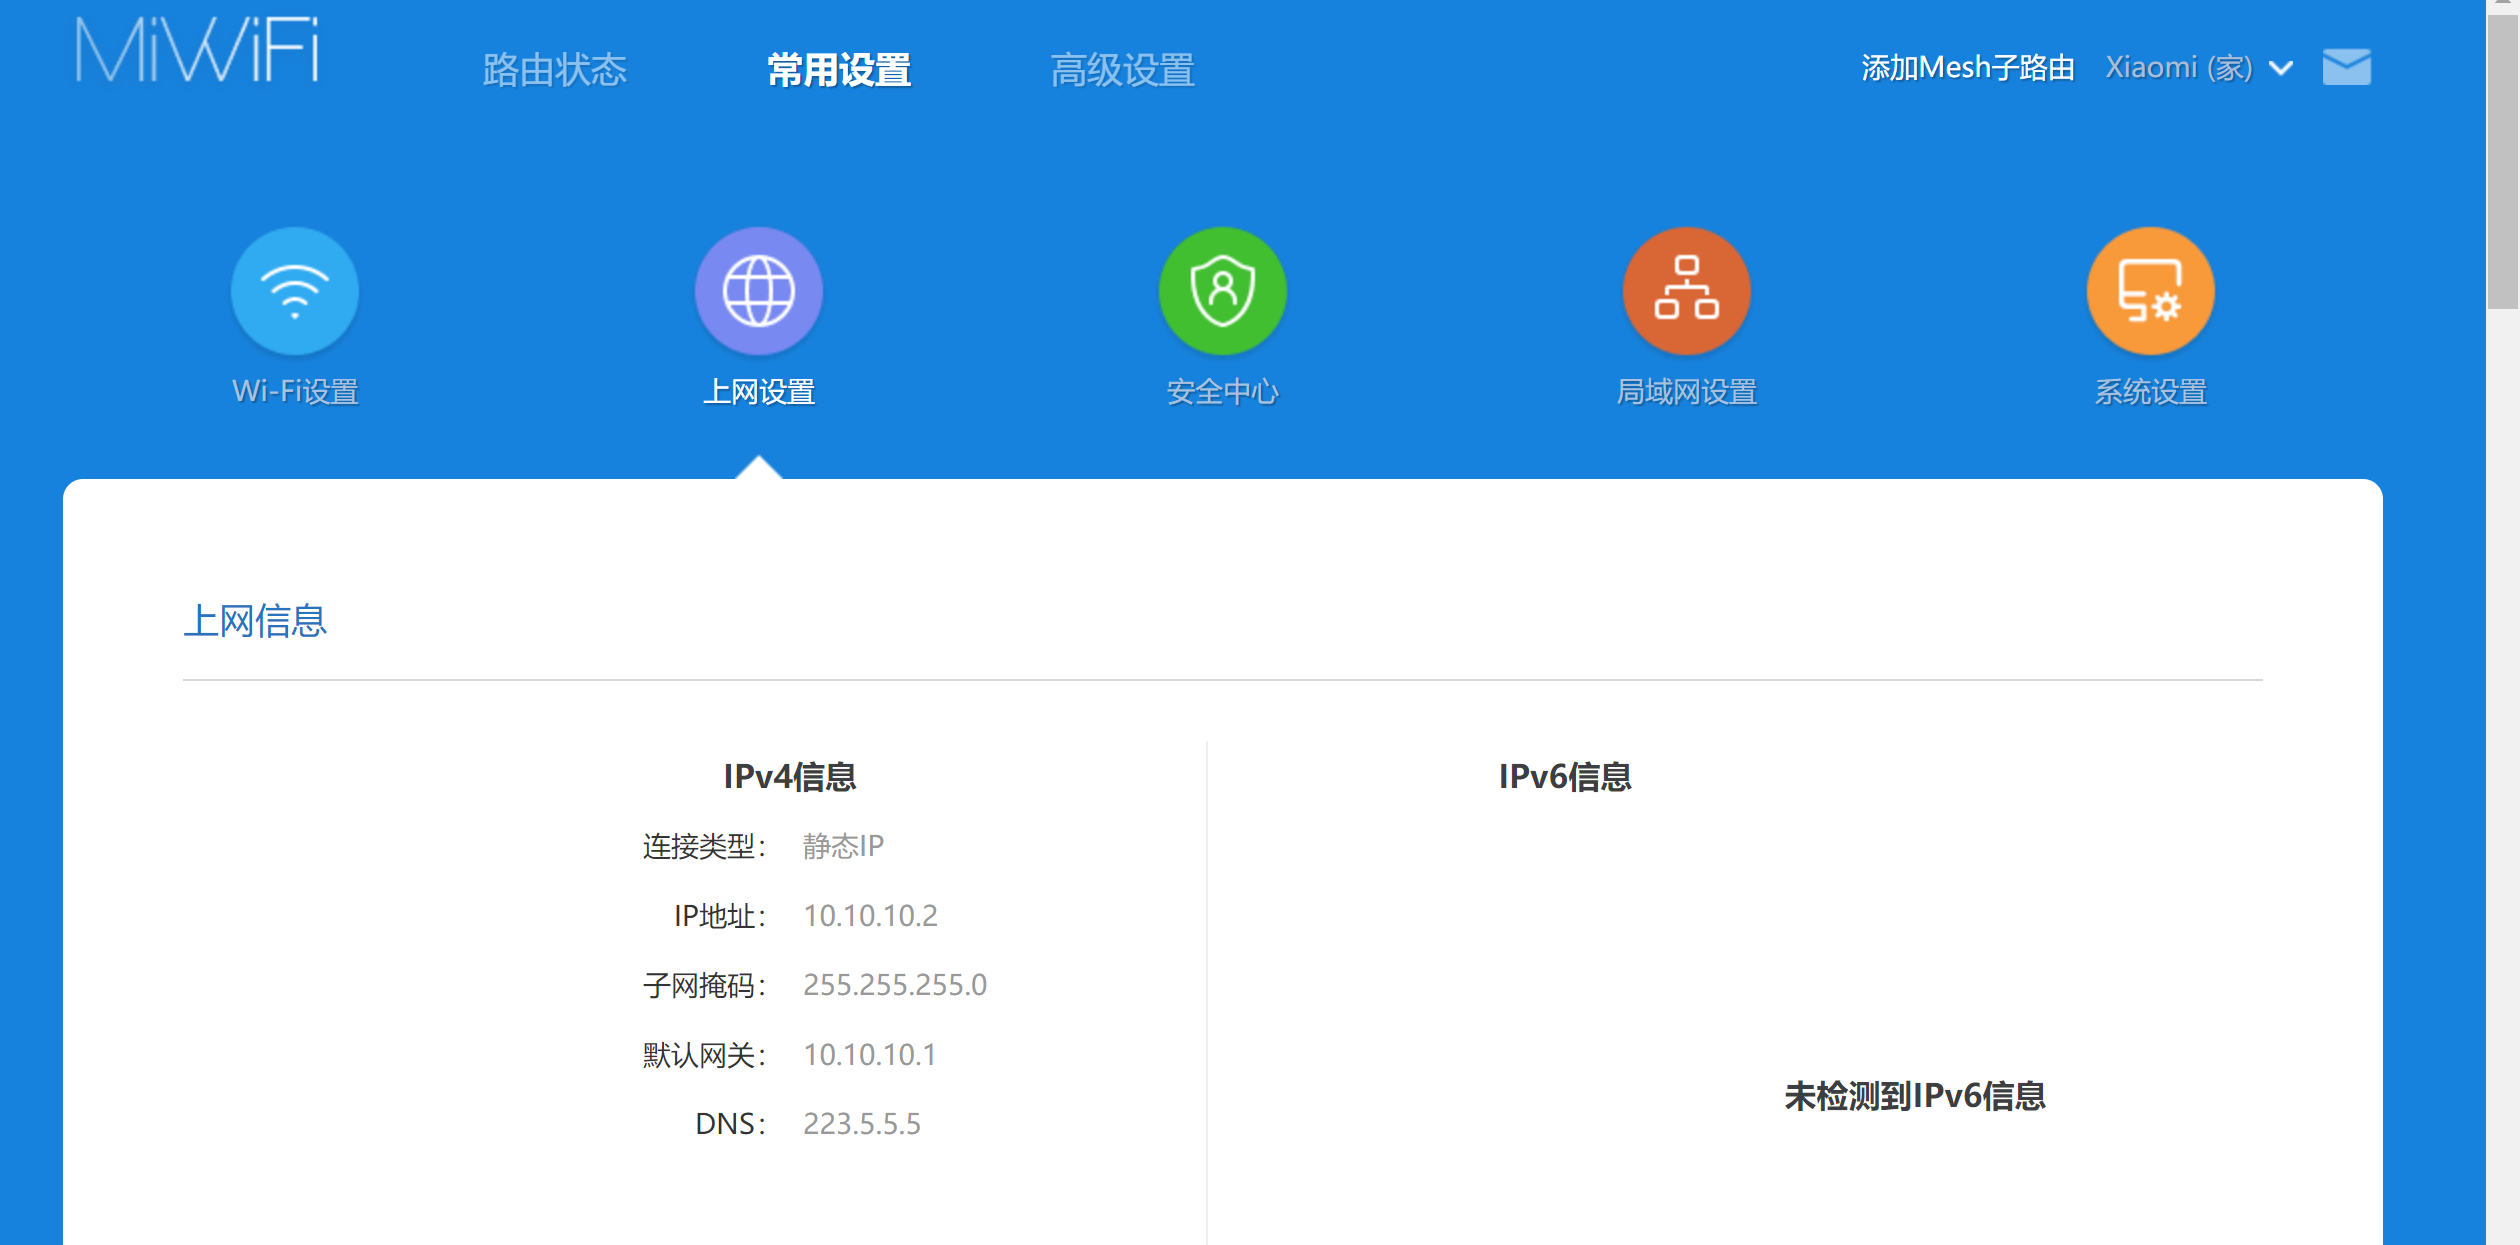 MiWiFi
路由状态 常用设置 高级设置 添加Mesh子路由 Xiaomi (家)
Wi-Fi设置 上网设置 安全中心 局域网设置 系统设置
上网信息
IPv4信息
连接类型： 静态IP
IP地址： 10.10.10.2
子网掩码： 255.255.255.0
默认网关： 10.10.10.1
DNS： 223.5.5.5
IPv6信息
未检测到IPv6信息